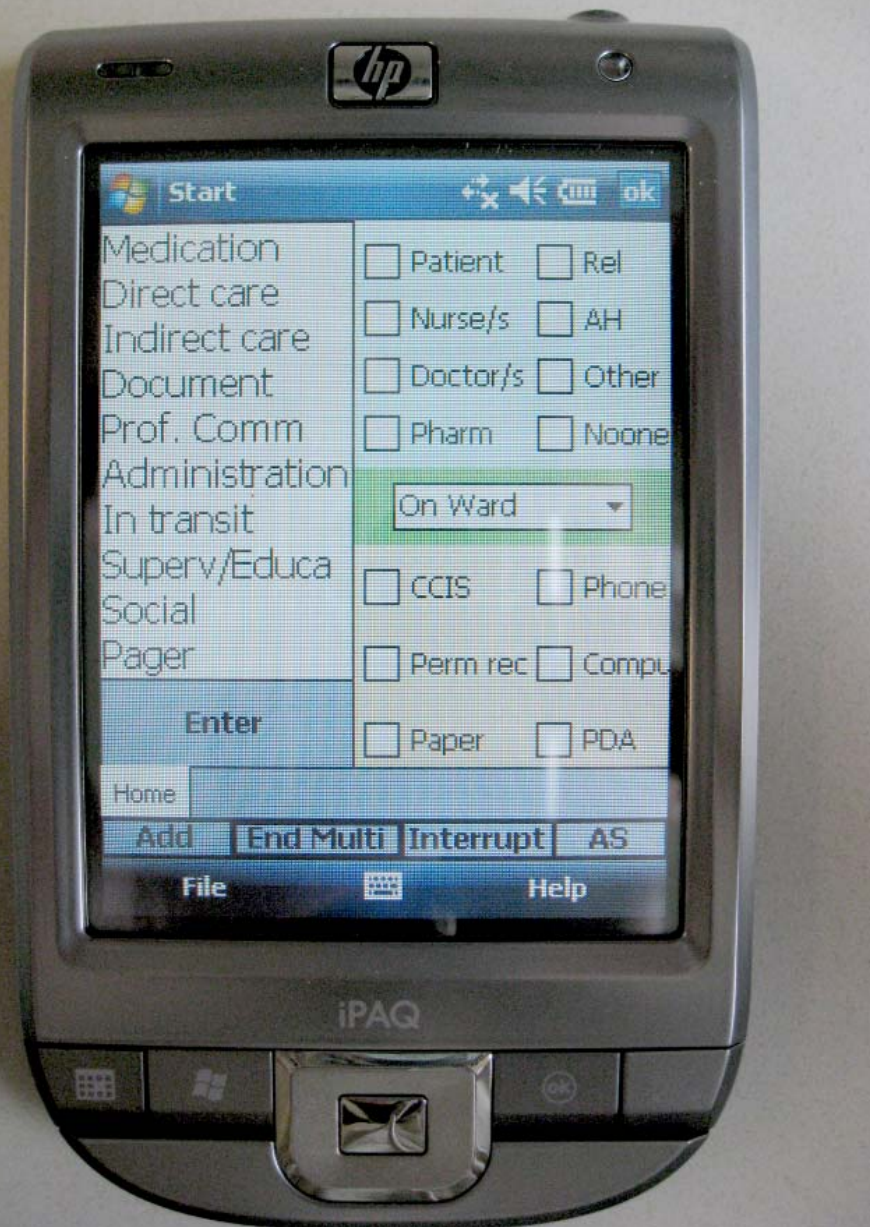 hp
Start ok
Medication
Direct care
Indirect care
Document
Prof. Comm
Administration
In transit
Superv/Educa
Social
Pager
Enter
Patient Rel
Nurse/s AH
Doctor/s Other
Pharm Noone
On Ward
CCIS Phone
Perm rec Compu
Paper PDA
Home
Add End Multi Interrupt AS
File Help
iPAQ
ok